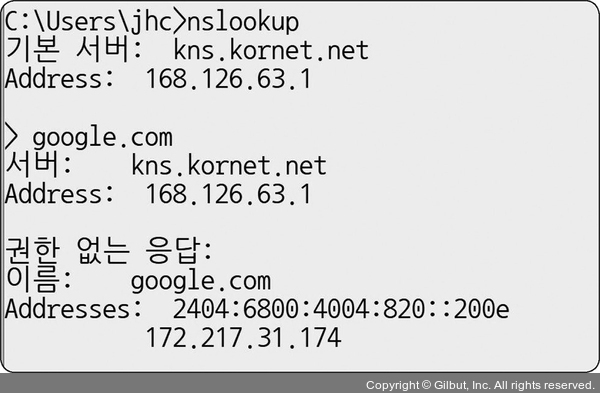 C:\Users\jhc>nslookup
기본 서버:  kns.kornet.net
Address:  168.126.63.1
> google.com
서버:    kns.kornet.net
Address:  168.126.63.1
권한 없는 응답:
이름:    google.com
Addresses:  2404:6800:4004:820::200e
172.217.31.174
Copyright © Gilbut, Inc. All rights reserved.